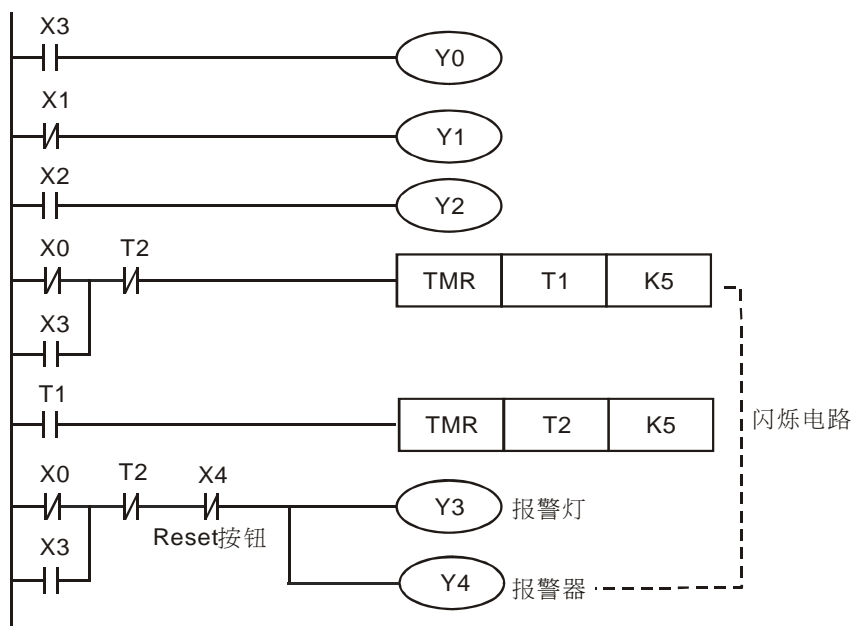 X3
Y0
X1
Y1
X2
Y2
X0 T2
TMR T1 K5
X3
T1
TMR T2 K5
闪烁电路
X0 T2 X4
Y3 报警灯
Reset按钮
X3
Y4 报警器